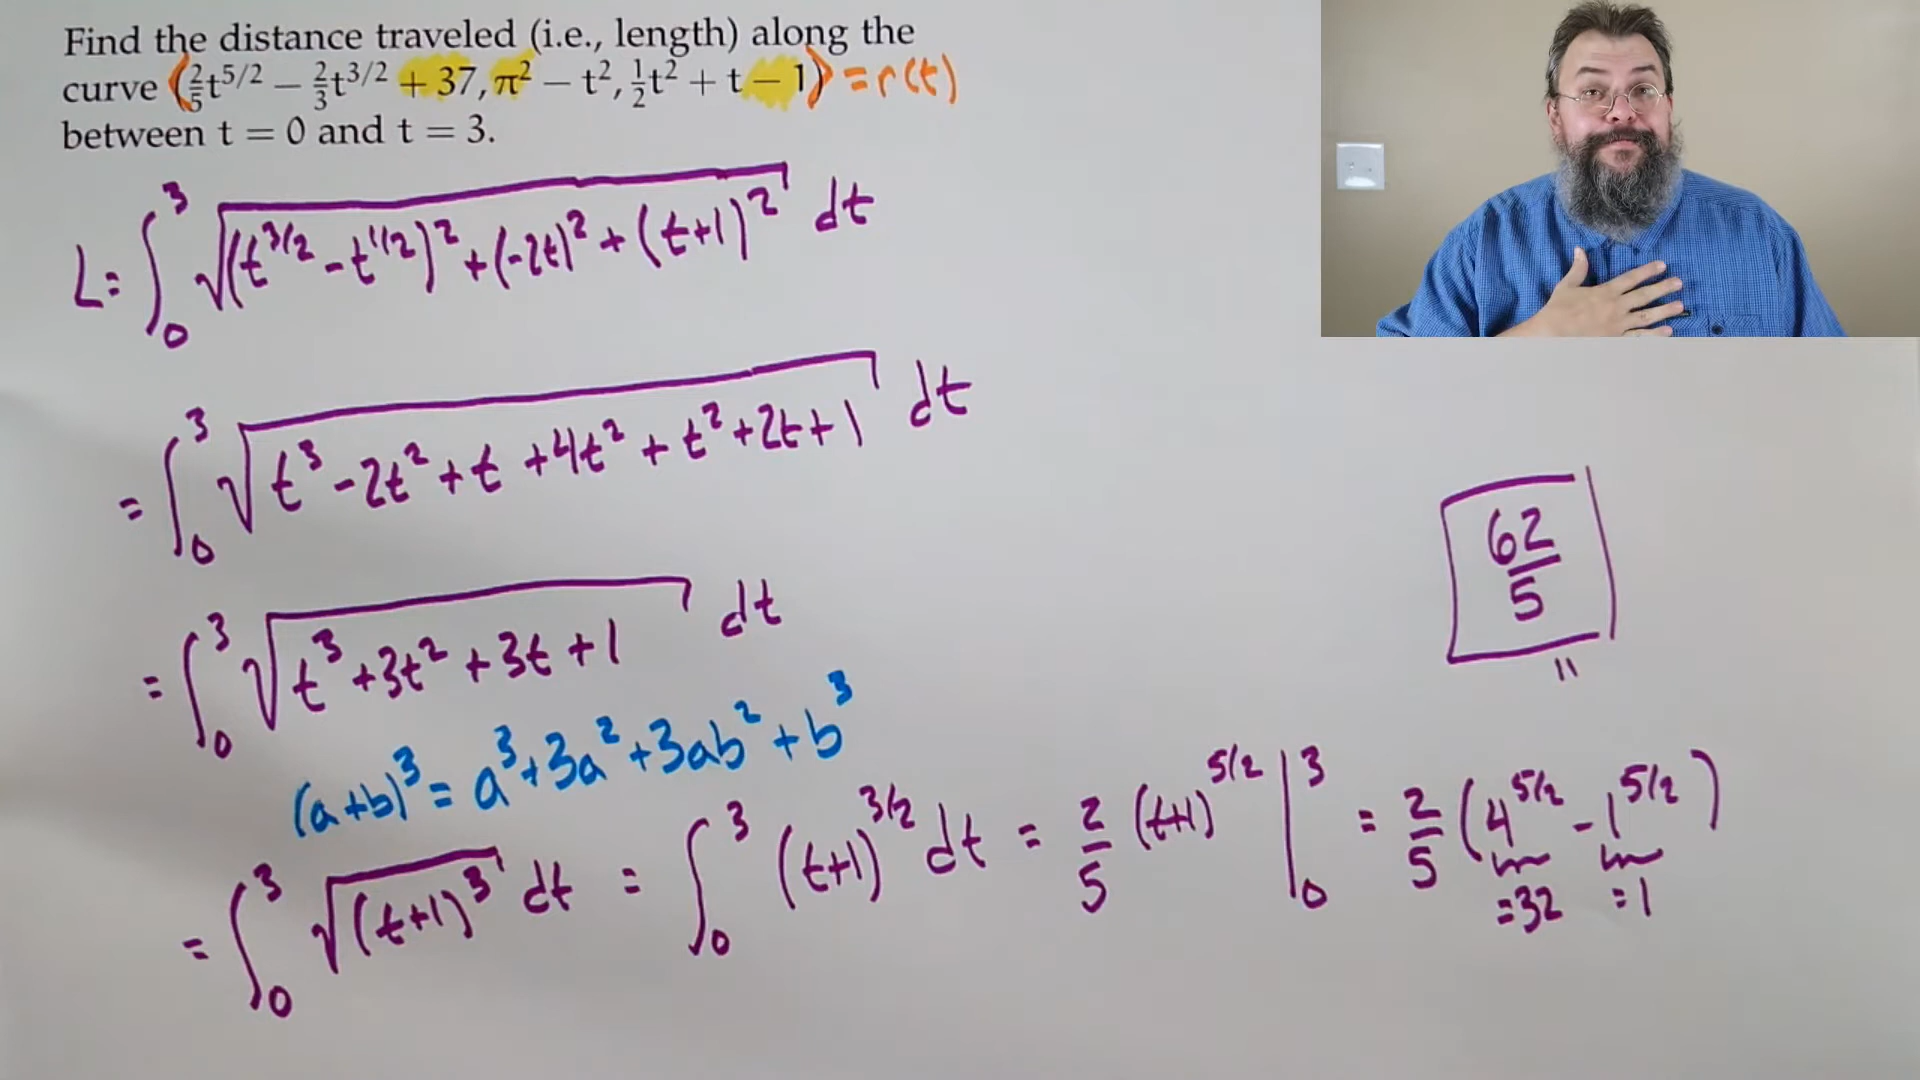 Find the distance traveled (i.e., length) along the
curve ⟨2/5 t^{5/2} − 2/3 t^{3/2} + 37, π² − t², 1/2 t² + t − 1⟩ = r(t)
between t = 0 and t = 3.
L = ∫₀³ √((t^{3/2} - t^{1/2})² + (-2t)² + (t+1)²) dt
= ∫₀³ √(t³ - 2t² + t + 4t² + t² + 2t + 1) dt
= ∫₀³ √(t³ + 3t² + 3t + 1) dt
(a+b)³ = a³ + 3a² + 3ab² + b³
= ∫₀³ √((t+1)³) dt = ∫₀³ (t+1)^{3/2} dt = 2/5 (t+1)^{5/2} |₀³ = 2/5 (4^{5/2} - 1^{5/2})
=32 =1
=
62/5